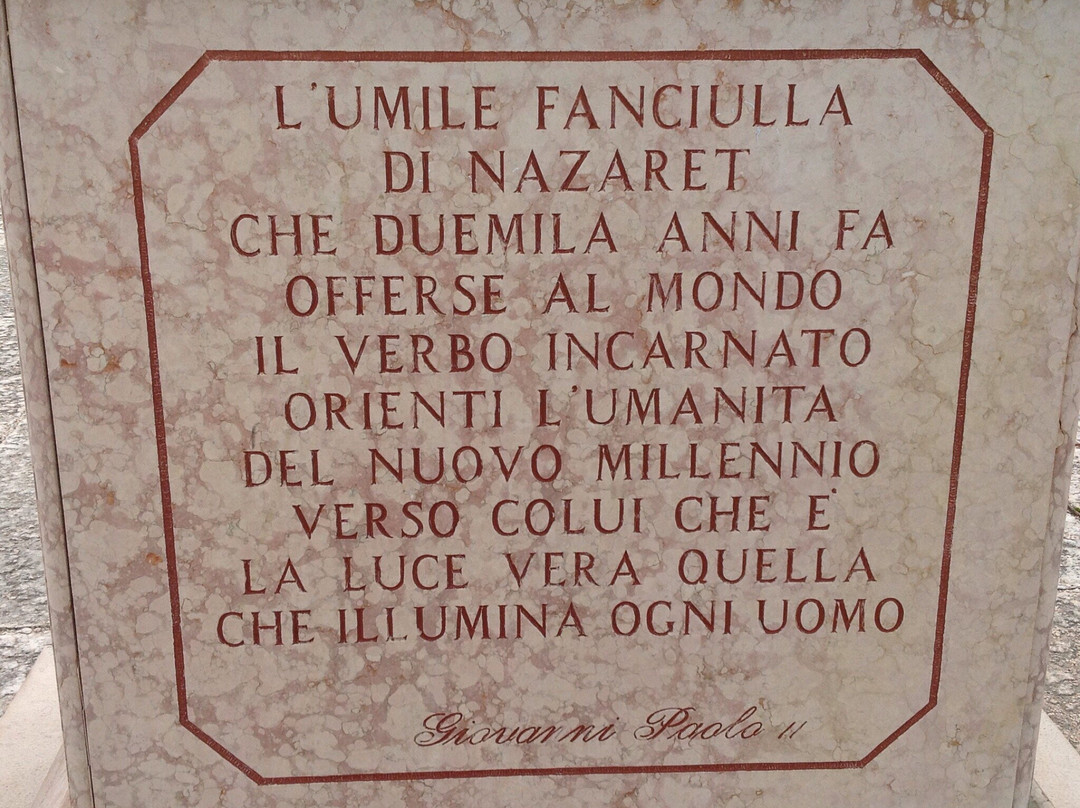 L'UMILE FANCIULLA
DI NAZARET
CHE DUEMILA ANNI FA
OFFERSE AL MONDO
IL VERBO INCARNATO
ORIENTI L'UMANITA
DEL NUOVO MILLENNIO
VERSO COLUI CHE E'
LA LUCE VERA QUELLA
CHE ILLUMINA OGNI UOMO
Giovanni Paolo II